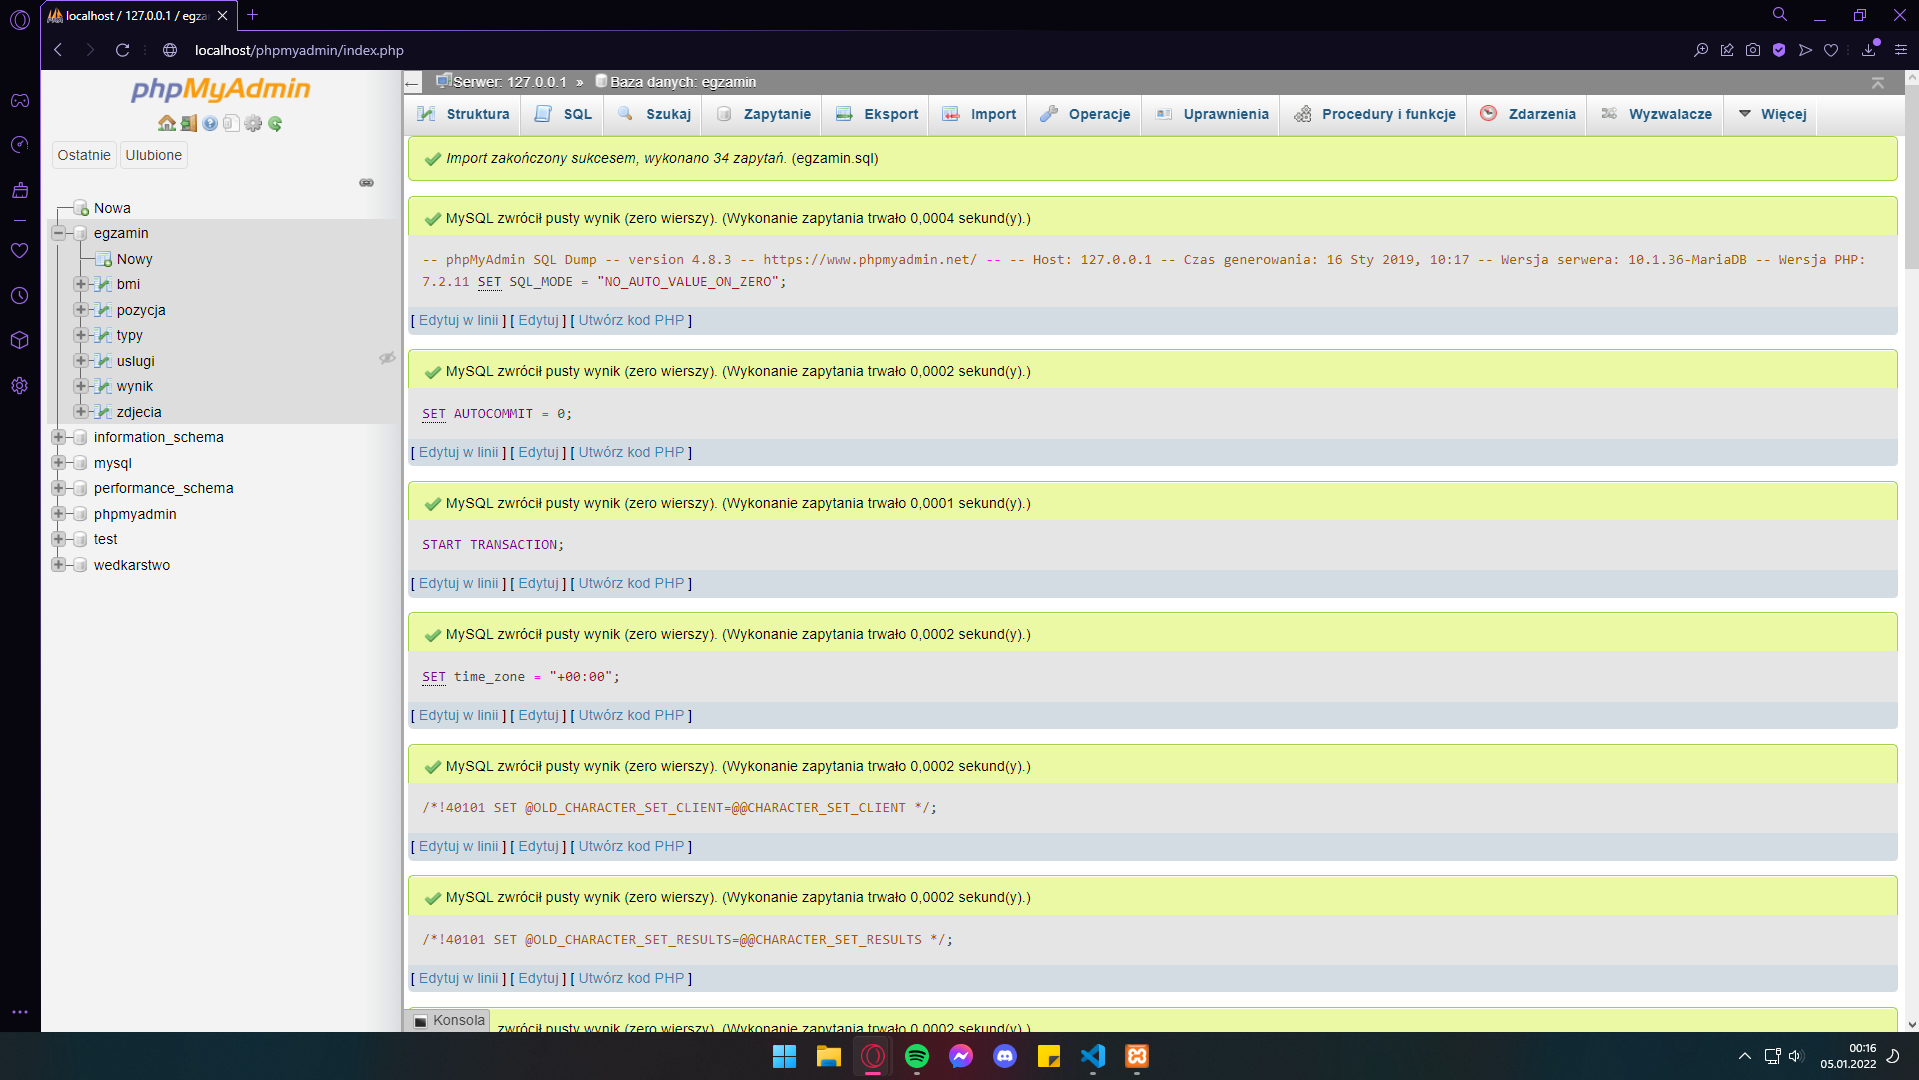 localhost / 127.0.0.1 / egza
localhost/phpmyadmin/index.php
phpMyAdmin
Ostatnie Ulubione
Nowa
egzamin
Nowy
bmi
pozycja
typy
uslugi
wynik
zdjecia
information_schema
mysql
performance_schema
phpmyadmin
test
wedkarstwo
Serwer: 127.0.0.1 » Baza danych: egzamin
Struktura SQL Szukaj Zapytanie Eksport Import Operacje Uprawnienia Procedury i funkcje Zdarzenia Wyzwalacze Więcej
Import zakończony sukcesem, wykonano 34 zapytań. (egzamin.sql)
MySQL zwrócił pusty wynik (zero wierszy). (Wykonanie zapytania trwało 0,0004 sekund(y).)
-- phpMyAdmin SQL Dump -- version 4.8.3 -- https://www.phpmyadmin.net/ -- -- Host: 127.0.0.1 -- Czas generowania: 16 Sty 2019, 10:17 -- Wersja serwera: 10.1.36-MariaDB -- Wersja PHP:
7.2.11 SET SQL_MODE = "NO_AUTO_VALUE_ON_ZERO";
[ Edytuj w linii ] [ Edytuj ] [ Utwórz kod PHP ]
MySQL zwrócił pusty wynik (zero wierszy). (Wykonanie zapytania trwało 0,0002 sekund(y).)
SET AUTOCOMMIT = 0;
[ Edytuj w linii ] [ Edytuj ] [ Utwórz kod PHP ]
MySQL zwrócił pusty wynik (zero wierszy). (Wykonanie zapytania trwało 0,0001 sekund(y).)
START TRANSACTION;
[ Edytuj w linii ] [ Edytuj ] [ Utwórz kod PHP ]
MySQL zwrócił pusty wynik (zero wierszy). (Wykonanie zapytania trwało 0,0002 sekund(y).)
SET time_zone = "+00:00";
[ Edytuj w linii ] [ Edytuj ] [ Utwórz kod PHP ]
MySQL zwrócił pusty wynik (zero wierszy). (Wykonanie zapytania trwało 0,0002 sekund(y).)
/*!40101 SET @OLD_CHARACTER_SET_CLIENT=@@CHARACTER_SET_CLIENT */;
[ Edytuj w linii ] [ Edytuj ] [ Utwórz kod PHP ]
MySQL zwrócił pusty wynik (zero wierszy). (Wykonanie zapytania trwało 0,0002 sekund(y).)
/*!40101 SET @OLD_CHARACTER_SET_RESULTS=@@CHARACTER_SET_RESULTS */;
[ Edytuj w linii ] [ Edytuj ] [ Utwórz kod PHP ]
Konsola
zwrócił pusty wynik (zero wierszy). (Wykonanie zapytania trwało 0,0002 sekund(y).)
00:16
05.01.2022